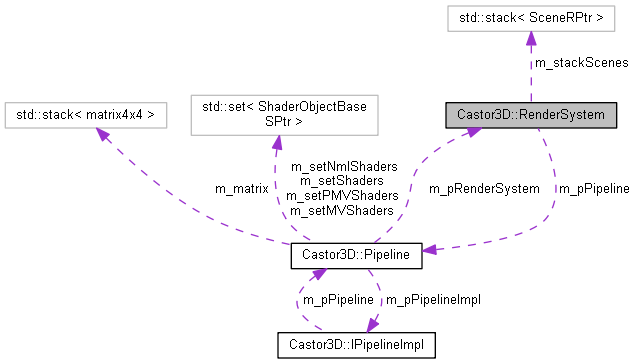 std::stack< SceneRPtr >
m_stackScenes
std::stack< matrix4x4 >
std::set< ShaderObjectBase
SPtr >
Castor3D::RenderSystem
m_matrix
m_setNmlShaders
m_setShaders
m_setPMVShaders
m_setMVShaders
m_pRenderSystem
m_pPipeline
Castor3D::Pipeline
m_pPipeline
m_pPipelineImpl
Castor3D::IPipelineImpl